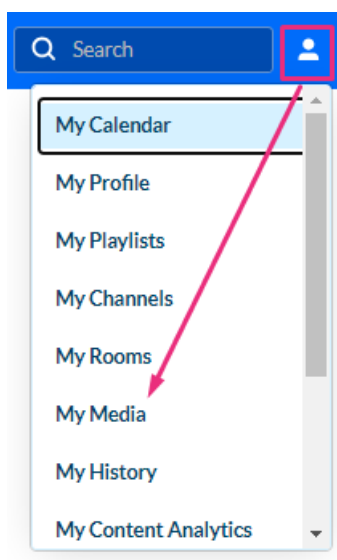 Search
My Calendar
My Profile
My Playlists
My Channels
My Rooms
My Media
My History
My Content Analytics